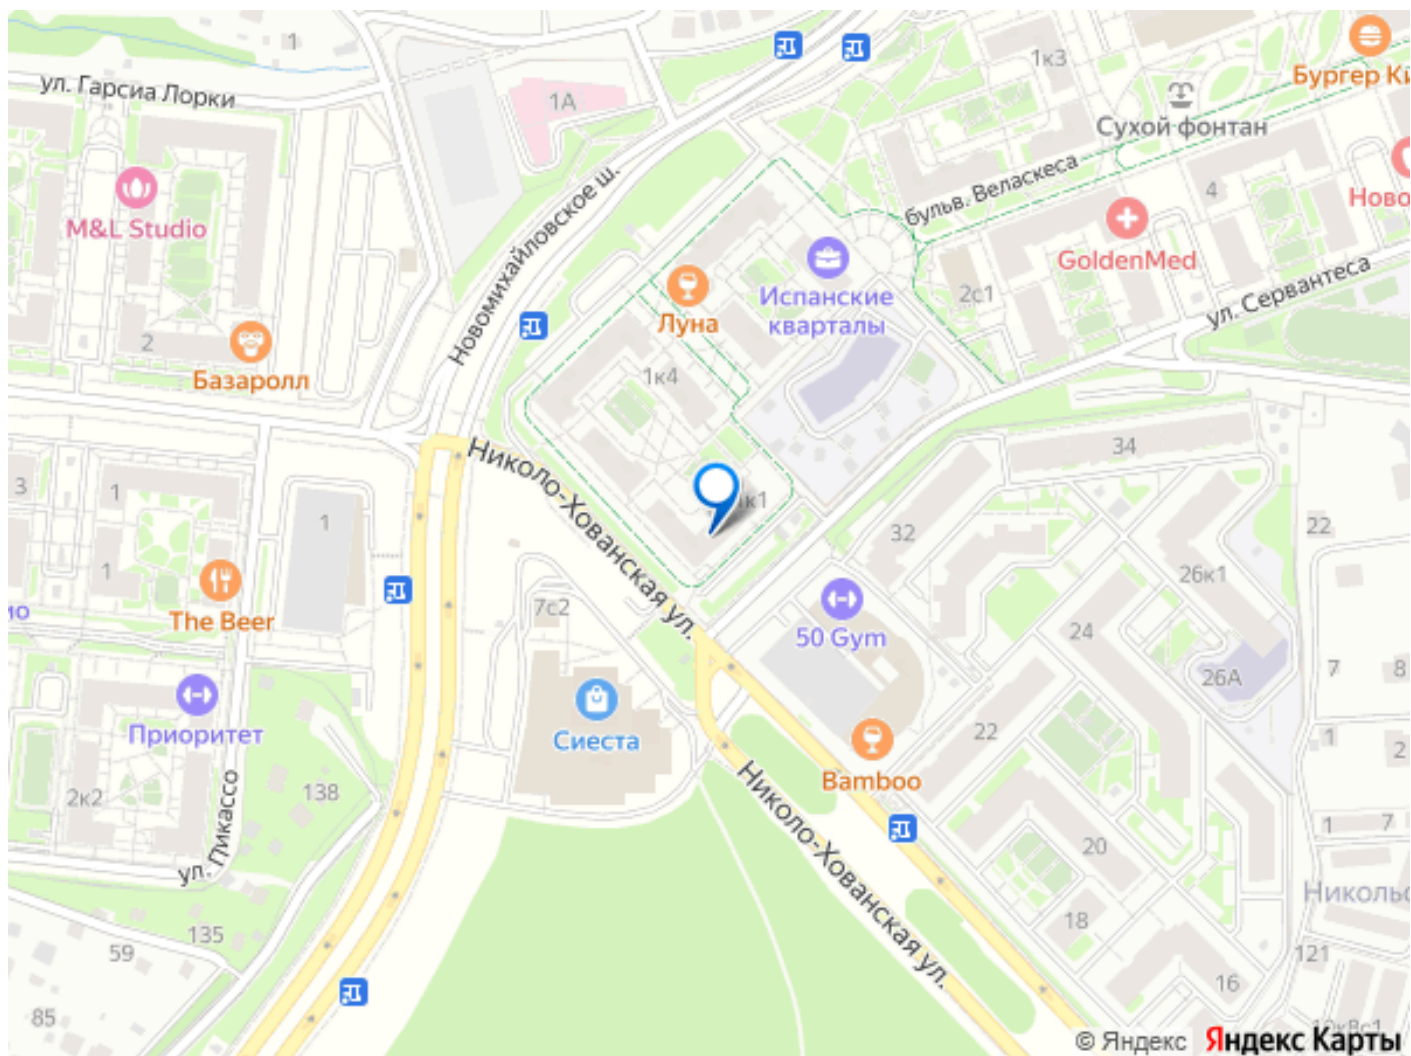 1
ул. Гарсиа Лорки
1А
1к3
Бургер Ки
Сухой фонтан
M&L Studio
Новомихайловское ш.
бульв. Веласкеса
4
Ново
GoldenMed
Испанские
кварталы
2с1
ул. Сервантеса
Луна
2
Базаролл
1к4
34
Николо-Хованская ул.
3
1
1
1к1
32
22
26к1
1
The Beer
7с2
50 Gym
24
26А
7
8
Приоритет
Сиеста
22
1
2
Bamboo
138
2к2
ул. Пикассо
Николо-Хованская ул.
20
1
7
Никольс
18
135
59
121
16
85
© Яндекс
Яндекс Карты